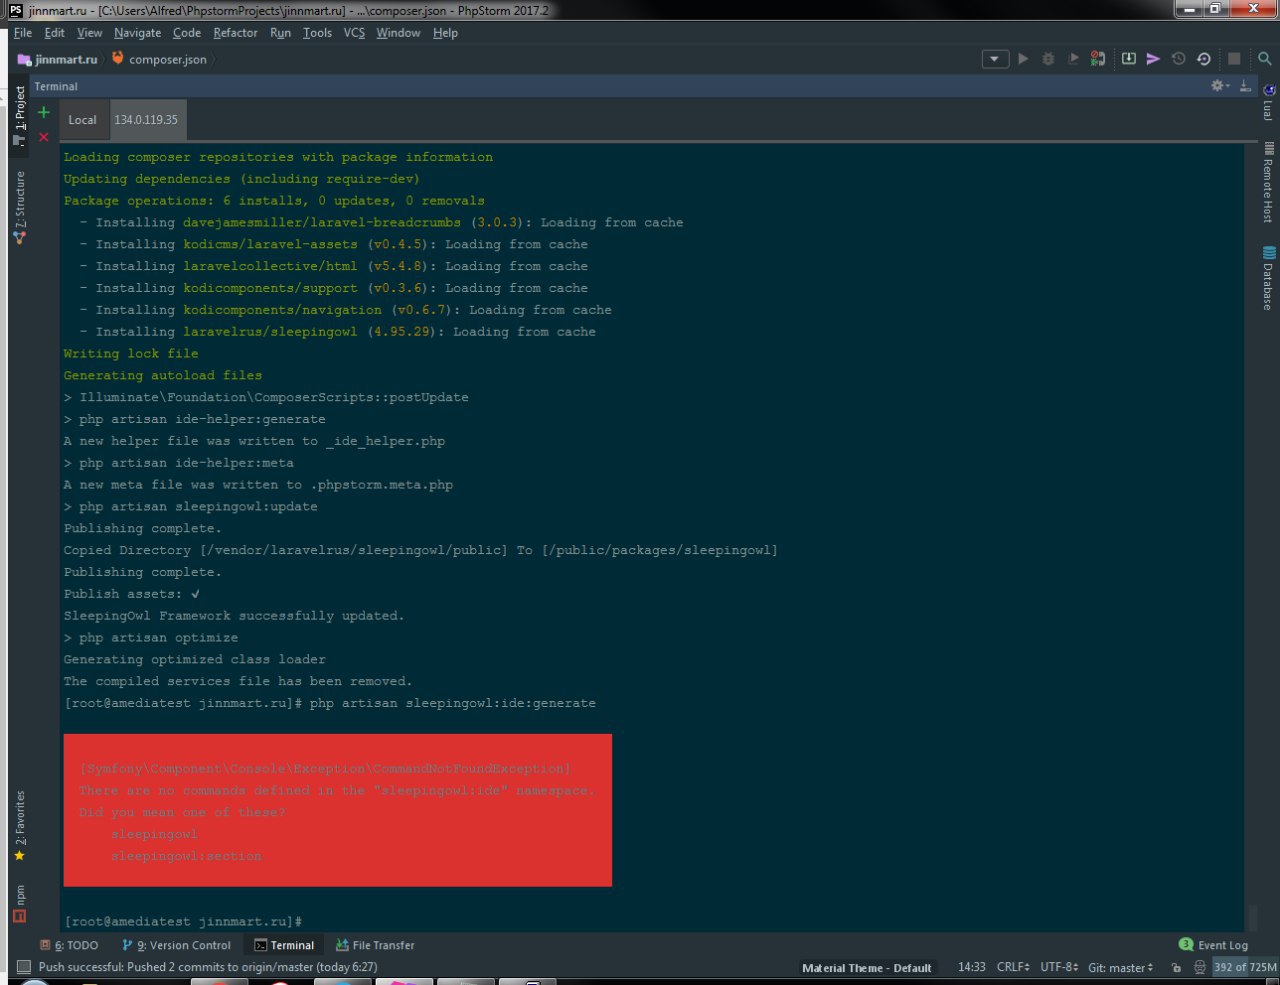 jinnmart.ru - [C:\Users\Alfred\PhpstormProjects\jinnmart.ru] - ...\composer.json - PhpStorm 2017.2
File Edit View Navigate Code Refactor Run Tools VCS Window Help
jinnmart.ru composer.json
Terminal
Local 134.0.119.35
1: Project
7: Structure
2: Favorites
npm
LuaJ
Remote Host
Database
Loading composer repositories with package information
Updating dependencies (including require-dev)
Package operations: 6 installs, 0 updates, 0 removals
- Installing davejamesmiller/laravel-breadcrumbs (3.0.3): Loading from cache
- Installing kodicms/laravel-assets (v0.4.5): Loading from cache
- Installing laravelcollective/html (v5.4.8): Loading from cache
- Installing kodicomponents/support (v0.3.6): Loading from cache
- Installing kodicomponents/navigation (v0.6.7): Loading from cache
- Installing laravelrus/sleepingowl (4.95.29): Loading from cache
Writing lock file
Generating autoload files
> Illuminate\Foundation\ComposerScripts::postUpdate
> php artisan ide-helper:generate
A new helper file was written to _ide_helper.php
> php artisan ide-helper:meta
A new meta file was written to .phpstorm.meta.php
> php artisan sleepingowl:update
Publishing complete.
Copied Directory [/vendor/laravelrus/sleepingowl/public] To [/public/packages/sleepingowl]
Publishing complete.
Publish assets: √
SleepingOwl Framework successfully updated.
> php artisan optimize
Generating optimized class loader
The compiled services file has been removed.
[root@amediatest jinnmart.ru]# php artisan sleepingowl:ide:generate
[Symfony\Component\Console\Exception\CommandNotFoundException]
There are no commands defined in the "sleepingowl:ide" namespace.
Did you mean one of these?
sleepingowl
sleepingowl:section
[root@amediatest jinnmart.ru]#
6: TODO 9: Version Control Terminal File Transfer 3 Event Log
Push successful: Pushed 2 commits to origin/master (today 6:27) Material Theme - Default 14:33 CRLF UTF-8 Git: master 392 of 725M